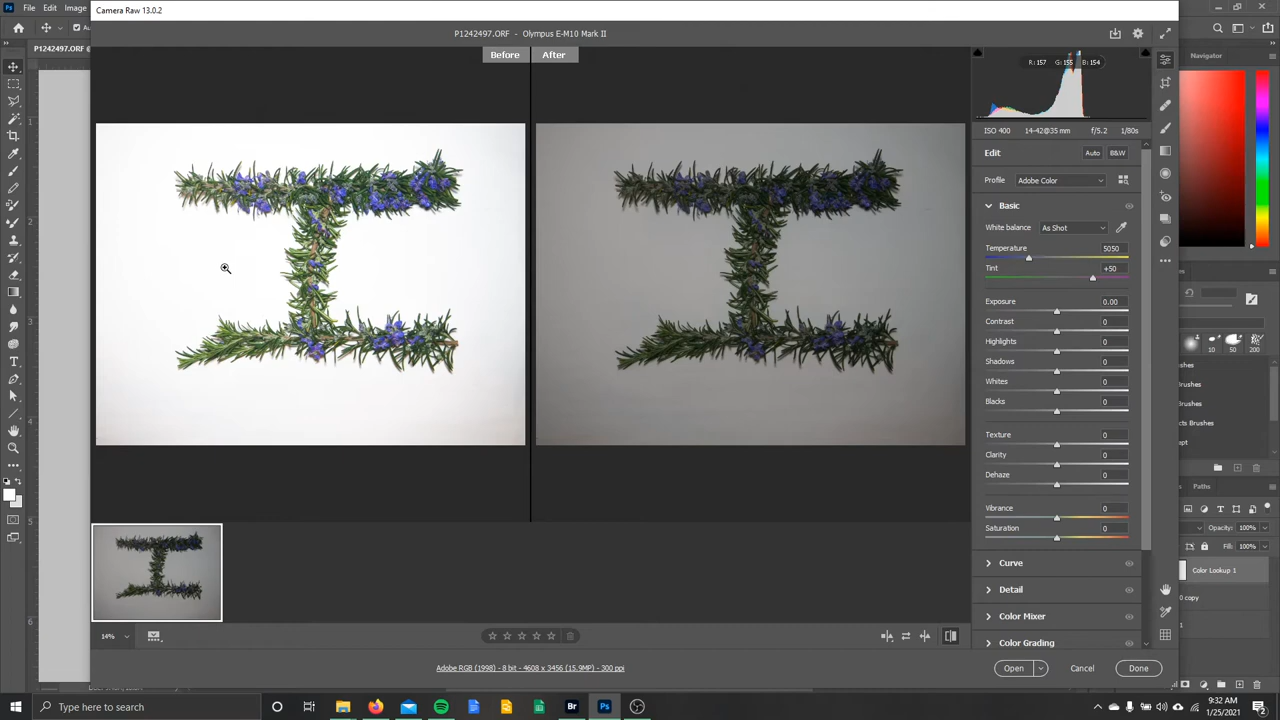 Camera Raw 13.0.2
File Edit Image
P1242497.ORF - Olympus E-M10 Mark II
P1242497.ORF @
Before After
R: 157 G: 155 B: 154
ISO 400 14-42@35 mm f/5.2 1/80s
Edit Auto B&W
Profile Adobe Color
Basic
White balance As Shot
Temperature 5050
Tint +50
Exposure 0.00
Contrast 0
Highlights 0
Shadows 0
Whites 0
Blacks 0
Texture 0
Clarity 0
Dehaze 0
Vibrance 0
Saturation 0
Curve
Detail
Color Mixer
Color Grading
14%
Adobe RGB (1998) - 8 bit - 4608 x 3456 (15.9MP) - 300 ppi
Open Cancel Done
Navigator
10 50 200
Paths
Opacity: 100%
Fill: 100%
Color Lookup 1
Type here to search
9:32 AM
1/25/2021